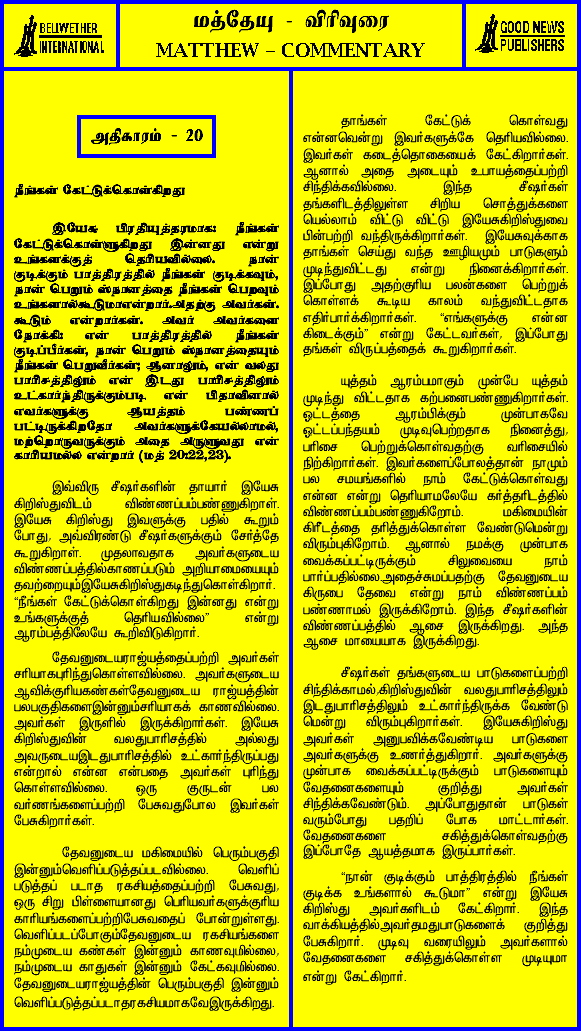 BELLWETHER
INTERNATIONAL
மத்தேயு - விரிவுரை
MATTHEW – COMMENTARY
GOOD NEWS
PUBLISHERS
அதிகாரம் - 20
நீங்கள் கேட்டுக்கொள்கிறது
இயேசு பிரதியுத்தரமாக: நீங்கள்
கேட்டுக்கொள்ளுகிறது இன்னது என்று
உங்களுக்குத் தெரியவில்லை. நான்
குடிக்கும் பாத்திரத்தில் நீங்கள் குடிக்கவும்,
நான் பெறும் ஸ்நானத்தை நீங்கள் பெறவும்
உங்களால்கூடுமாஎன்றார்.அதற்கு அவர்கள்.
கூடும் என்றார்கள். அவர் அவர்களை
நோக்கி: என் பாத்திரத்தில் நீங்கள்
குடிப்பீர்கள், நான் பெறும் ஸ்நானத்தையும்
நீங்கள் பெறுவீர்கள்; ஆனாலும், என் வலது
பாரிசத்திலும் என் இடது பாரிசத்திலும்
உட்கார்ந்திருக்கும்படி என் பிதாவினால்
எவர்களுக்கு ஆயத்தம் பண்ணப்
பட்டிருக்கிறதோ அவர்களுக்கேயல்லாமல்,
மற்றொருவருக்கும் அதை அருளுவது என்
காரியமல்ல என்றார் (மத் 20:22,23).
இவ்விரு சீஷர்களின் தாயார் இயேசு
கிறிஸ்துவிடம் விண்ணப்பம்பண்ணுகிறாள்.
இயேசு கிறிஸ்து இவளுக்கு பதில் கூறும்
போது, அவ்விரண்டு சீஷர்களுக்கும் சேர்த்தே
கூறுகிறாள். முதலாவதாக அவர்களுடைய
விண்ணப்பத்தில்காணப்படும் அறியாமையையும்
தவற்றையும்இயேசுகிறிஸ்துகடிந்துகொள்கிறார்.
“நீங்கள் கேட்டுக்கொள்கிறது இன்னது என்று
உங்களுக்குத் தெரியவில்லை” என்று
ஆரம்பத்திலேயே கூறிவிடுகிறார்.
தேவனுடையராஜ்யத்தைப்பற்றி அவர்கள்
சரியாகபுரிந்துகொள்ளவில்லை. அவர்களுடைய
ஆவிக்குரியகண்கள்தேவனுடைய ராஜ்யத்தின்
பலபகுதிகளைஇன்னும்சரியாகக் காணவில்லை.
அவர்கள் இருளில் இருக்கிறார்கள். இயேசு
கிறிஸ்துவின் வலதுபாரிசத்தில் அல்லது
அவருடையஇடதுபாரிசத்தில் உட்கார்ந்திருப்பது
என்றால் என்ன என்பதை அவர்கள் புரிந்து
கொள்ளவில்லை. ஒரு குருடன் பல
வர்ணங்களைப்பற்றி பேசுவதுபோல இவர்கள்
பேசுகிறார்கள்.
தேவனுடைய மகிமையில் பெரும்பகுதி
இன்னும்வெளிப்படுத்தப்படவில்லை. வெளிப்
படுத்தப் படாத ரகசியத்தைப்பற்றி பேசுவது,
ஒரு சிறு பிள்ளையானது பெரியவர்களுக்குரிய
காரியங்களைப்பற்றிபேசுவதைப் போன்றுள்ளது.
வெளிப்படப்போகும்தேவனுடைய ரகசியங்களை
நம்முடைய கண்கள் இன்னும் காணவுமில்லை,
நம்முடைய காதுகள் இன்னும் கேட்கவுமில்லை.
தேவனுடையராஜ்யத்தின் பெரும்பகுதி இன்னும்
வெளிப்படுத்தப்படாதரகசியமாகவேஇருக்கிறது.
தாங்கள் கேட்டுக் கொள்வது
என்னவென்று இவர்களுக்கே தெரியவில்லை.
இவர்கள் கடைத்தொகையைக் கேட்கிறார்கள்.
ஆனால் அதை அடையும் உபாயத்தைப்பற்றி
சிந்திக்கவில்லை. இந்த சீஷர்கள்
தங்களிடத்திலுள்ள சிறிய சொத்துக்களை
யெல்லாம் விட்டு விட்டு இயேசுகிறிஸ்துவை
பின்பற்றி வந்திருக்கிறார்கள். இயேசுவுக்காக
தாங்கள் செய்து வந்த ஊழியமும் பாடுகளும்
முடிந்துவிட்டது என்று நினைக்கிறார்கள்.
இப்போது அதற்குரிய பலன்களை பெற்றுக்
கொள்ளக் கூடிய காலம் வந்துவிட்டதாக
எதிர்பார்க்கிறார்கள். “எங்களுக்கு என்ன
கிடைக்கும்” என்று கேட்டவர்கள், இப்போது
தங்கள் விருப்பத்தைக் கூறுகிறார்கள்.
யுத்தம் ஆரம்பமாகும் முன்பே யுத்தம்
முடிந்து விட்டதாக கற்பனைபண்ணுகிறார்கள்.
ஓட்டத்தை ஆரம்பிக்கும் முன்பாகவே
ஓட்டப்பந்தயம் முடிவுபெற்றதாக நினைத்து,
பரிசை பெற்றுக்கொள்வதற்கு வரிசையில்
நிற்கிறார்கள். இவர்களைப்போலத்தான் நாமும்
பல சமயங்களில் நாம் கேட்டுக்கொள்வது
என்ன என்று தெரியாமலேயே கர்த்தரிடத்தில்
விண்ணப்பம்பண்ணுகிறோம். மகிமையின்
கிரீடத்தை தரித்துக்கொள்ள வேண்டுமென்று
விரும்புகிறோம். ஆனால் நமக்கு முன்பாக
வைக்கப்பட்டிருக்கும் சிலுவையை நாம்
பார்ப்பதில்லை.அதைச்சுமப்பதற்கு தேவனுடைய
கிருபை தேவை என்று நாம் விண்ணப்பம்
பண்ணாமல் இருக்கிறோம். இந்த சீஷர்களின்
விண்ணப்பத்தில் ஆசை இருக்கிறது. அந்த
ஆசை மாயையாக இருக்கிறது.
சீஷர்கள் தங்களுடைய பாடுகளைப்பற்றி
சிந்திக்காமல்,கிறிஸ்துவின் வலதுபாரிசத்திலும்
இடதுபாரிசத்திலும் உட்கார்ந்திருக்க வேண்டு
மென்று விரும்புகிறார்கள். இயேசுகிறிஸ்து
அவர்கள் அனுபவிக்கவேண்டிய பாடுகளை
அவர்களுக்கு உணர்த்துகிறார். அவர்களுக்கு
முன்பாக வைக்கப்பட்டிருக்கும் பாடுகளையும்
வேதனைகளையும் குறித்து அவர்கள்
சிந்திக்கவேண்டும். அப்போதுதான் பாடுகள்
வரும்போது பதறிப் போக மாட்டார்கள்.
வேதனைகளை சகித்துக்கொள்வதற்கு
இப்போதே ஆயத்தமாக இருப்பார்கள்.
“நான் குடிக்கும் பாத்திரத்தில் நீங்கள்
குடிக்க உங்களால் கூடுமா” என்று இயேசு
கிறிஸ்து அவர்களிடம் கேட்கிறார். இந்த
வாக்கியத்தில்அவர்தமதுபாடுகளைக் குறித்து
பேசுகிறார். முடிவு வரையிலும் அவர்களால்
வேதனைகளை சகித்துக்கொள்ள முடியுமா
என்று கேட்கிறார்.